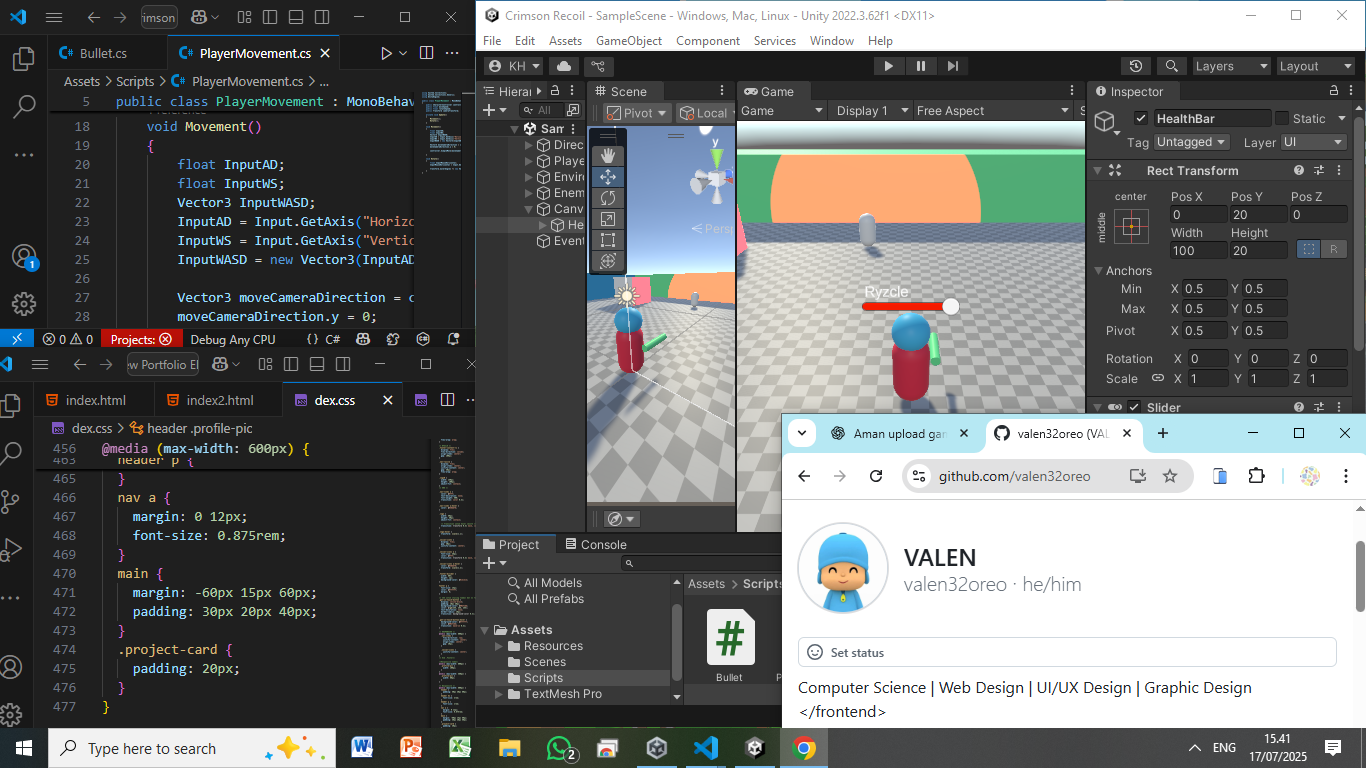 imson
Bullet.cs
PlayerMovement.cs
Assets > Scripts > PlayerMovement.cs > ...
5 public class PlayerMovement : MonoBehav
18 void Movement()
19 {
20 float InputAD;
21 float InputWS;
22 Vector3 InputWASD;
23 InputAD = Input.GetAxis("Horizo
24 InputWS = Input.GetAxis("Vertic
25 InputWASD = new Vector3(InputAD
26
27 Vector3 moveCameraDirection = c
28 moveCameraDirection.y = 0;
1
0 0 Projects: Debug Any CPU { } C#
w Portfolio El
index.html
index2.html
dex.css
dex.css > header .profile-pic
456 @media (max-width: 600px) {
463 header p {
465 }
466 nav a {
467 margin: 0 12px;
468 font-size: 0.875rem;
469 }
470 main {
471 margin: -60px 15px 60px;
472 padding: 30px 20px 40px;
473 }
474 .project-card {
475 padding: 20px;
476 }
477 }
Crimson Recoil - SampleScene - Windows, Mac, Linux - Unity 2022.3.62f1 <DX11>
File Edit Assets GameObject Component Services Window Help
KH
Layers
Layout
Hierar
All
Sam
Direc
Playe
Enviro
Enem
Canv
He
Event
Scene
Pivot
Local
y
Persp
Game
Game Display 1 Free Aspect S
Ryzcle
Inspector
HealthBar Static
Tag Untagged Layer UI
Rect Transform
center Pos X Pos Y Pos Z
middle 0 20 0
Width Height
100 20 R
Anchors
Min X 0.5 Y 0.5
Max X 0.5 Y 0.5
Pivot X 0.5 Y 0.5
Rotation X 0 Y 0 Z 0
Scale X 1 Y 1 Z 1
Slider
Project
Console
All Models
All Prefabs
Assets
Resources
Scenes
Scripts
TextMesh Pro
Assets > Scripts
#
Bullet
P
Aman upload gam
valen32oreo (VAL
github.com/valen32oreo
VALEN
valen32oreo · he/him
Set status
Computer Science | Web Design | UI/UX Design | Graphic Design
</frontend>
Type here to search
2
ENG
15.41
17/07/2025